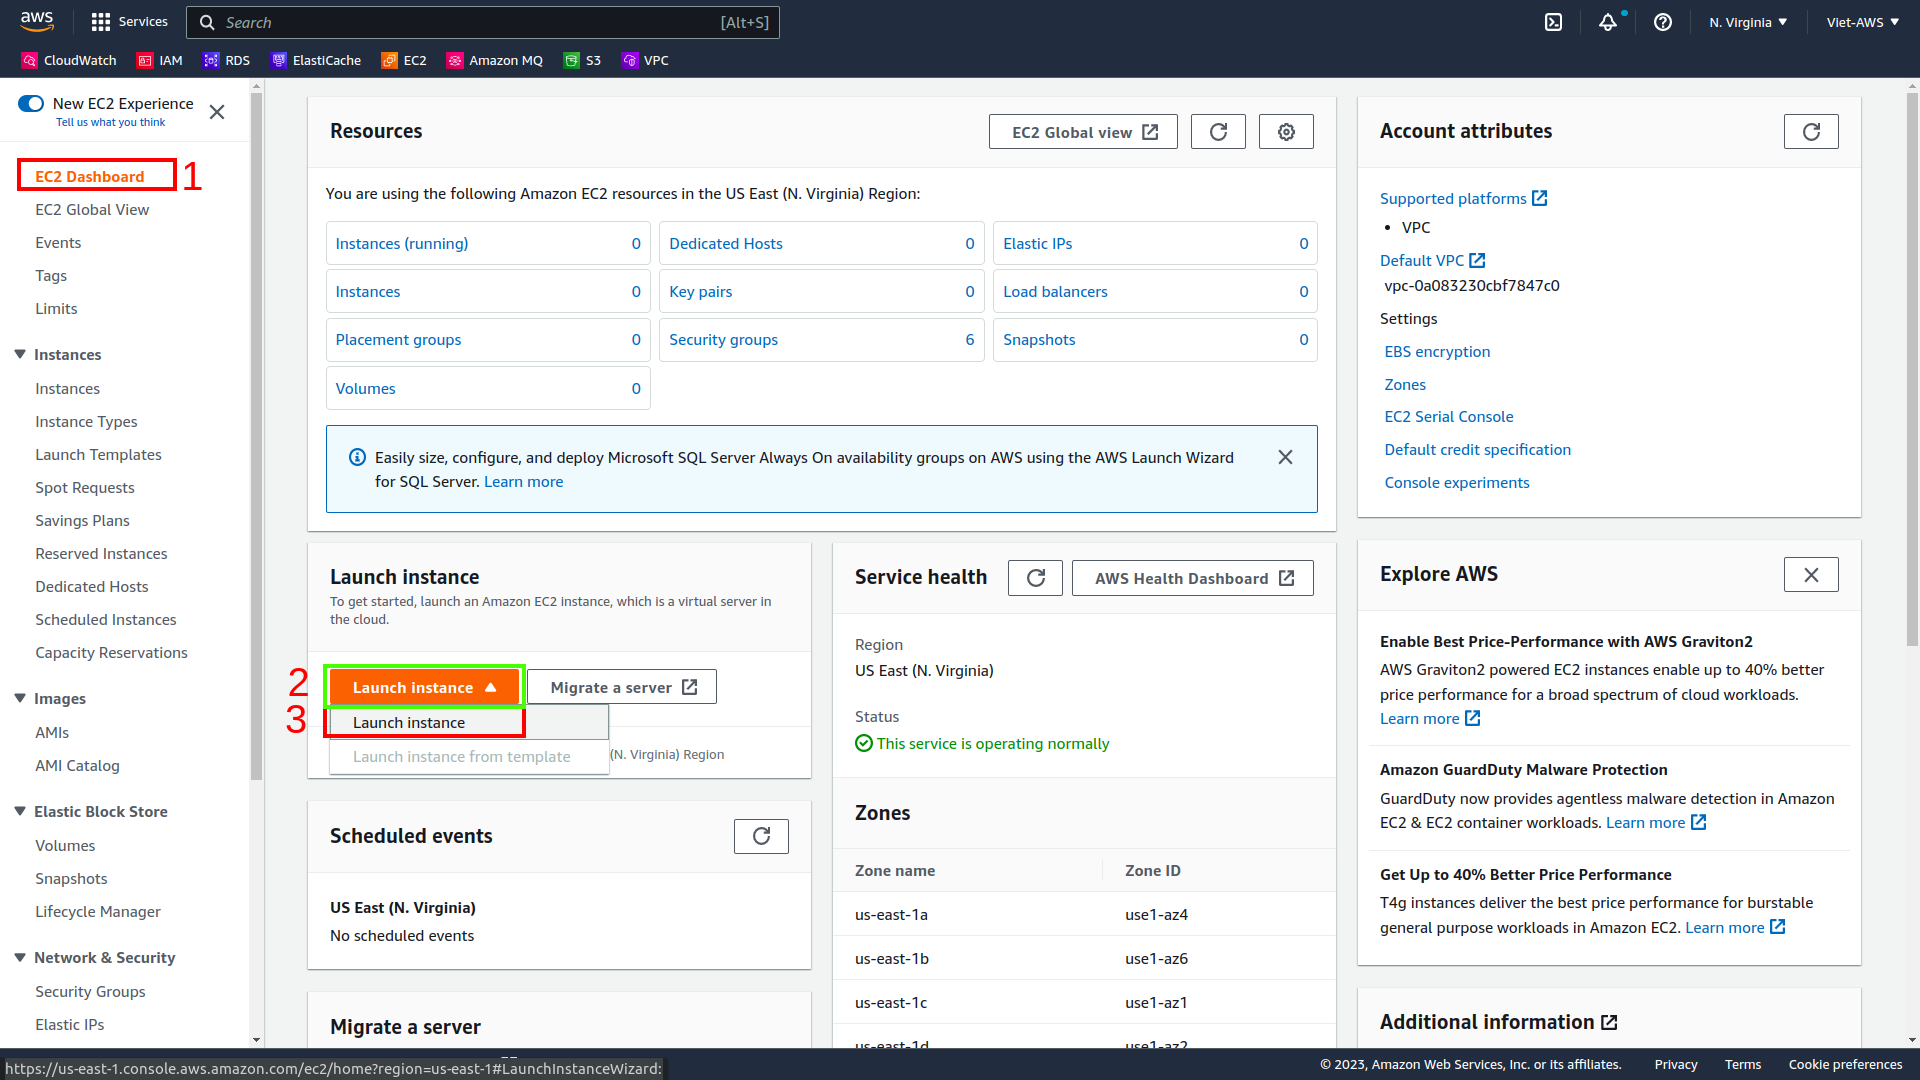 aws
Services
Search
[Alt+S]
N. Virginia
Viet-AWS
CloudWatch
IAM
RDS
ElastiCache
EC2
Amazon MQ
S3
VPC
New EC2 Experience
Tell us what you think
EC2 Dashboard
1
EC2 Global View
Events
Tags
Limits
Instances
Instances
Instance Types
Launch Templates
Spot Requests
Savings Plans
Reserved Instances
Dedicated Hosts
Scheduled Instances
Capacity Reservations
Images
AMIs
AMI Catalog
Elastic Block Store
Volumes
Snapshots
Lifecycle Manager
Network & Security
Security Groups
Elastic IPs
Resources
EC2 Global view
You are using the following Amazon EC2 resources in the US East (N. Virginia) Region:
Instances (running) 0
Dedicated Hosts 0
Elastic IPs 0
Instances 0
Key pairs 0
Load balancers 0
Placement groups 0
Security groups 6
Snapshots 0
Volumes 0
Easily size, configure, and deploy Microsoft SQL Server Always On availability groups on AWS using the AWS Launch Wizard
for SQL Server. Learn more
Launch instance
To get started, launch an Amazon EC2 instance, which is a virtual server in
the cloud.
2
Launch instance
Migrate a server
3
Launch instance
Launch instance from template
(N. Virginia) Region
Scheduled events
US East (N. Virginia)
No scheduled events
Migrate a server
Service health
AWS Health Dashboard
Region
US East (N. Virginia)
Status
This service is operating normally
Zones
Zone name Zone ID
us-east-1a use1-az4
us-east-1b use1-az6
us-east-1c use1-az1
us-east-1d use1-az2
Account attributes
Supported platforms
• VPC
Default VPC
vpc-0a083230cbf7847c0
Settings
EBS encryption
Zones
EC2 Serial Console
Default credit specification
Console experiments
Explore AWS
Enable Best Price-Performance with AWS Graviton2
AWS Graviton2 powered EC2 instances enable up to 40% better
price performance for a broad spectrum of cloud workloads.
Learn more
Amazon GuardDuty Malware Protection
GuardDuty now provides agentless malware detection in Amazon
EC2 & EC2 container workloads. Learn more
Get Up to 40% Better Price Performance
T4g instances deliver the best price performance for burstable
general purpose workloads in Amazon EC2. Learn more
Additional information
https://us-east-1.console.aws.amazon.com/ec2/home?region=us-east-1#LaunchInstanceWizard:
© 2023, Amazon Web Services, Inc. or its affiliates.
Privacy
Terms
Cookie preferences